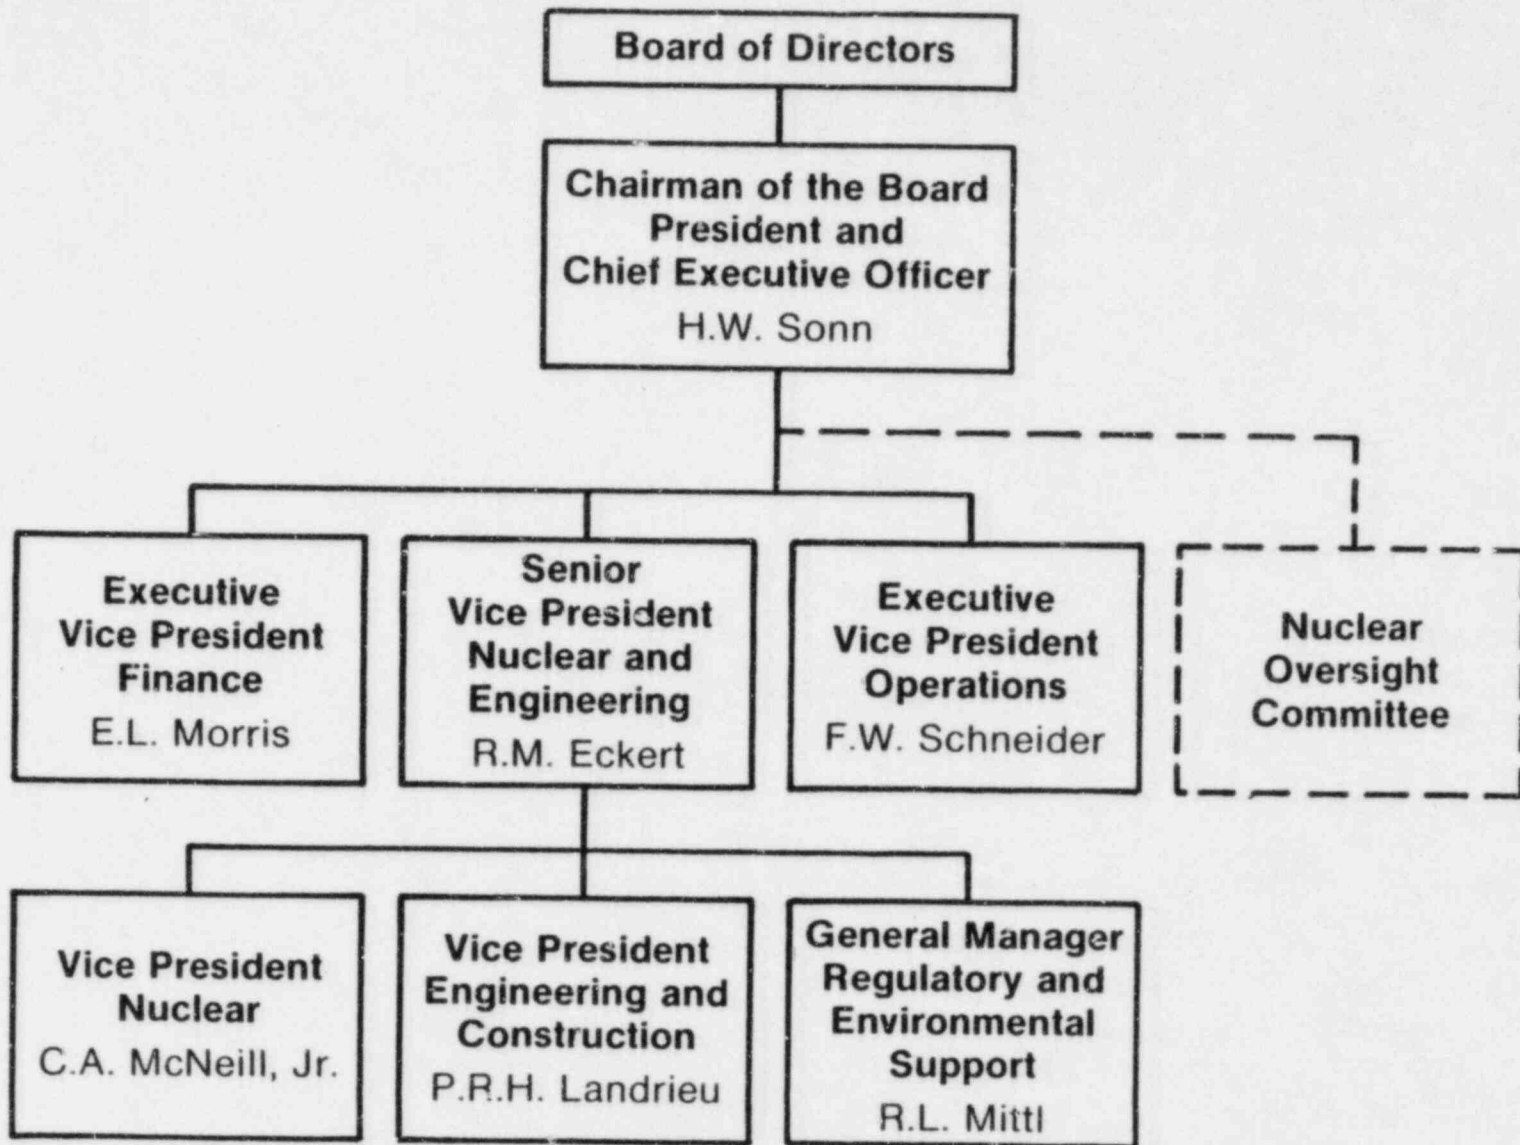 Board of Directors
Chairman of the Board
President and
Chief Executive Officer
H.W. Sonn
Executive
Vice President
Finance
E.L. Morris
Senior
Vice President
Nuclear and
Engineering
R.M. Eckert
Executive
Vice President
Operations
F.W. Schneider
Nuclear
Oversight
Committee
Vice President
Nuclear
C.A. McNeill, Jr.
Vice President
Engineering and
Construction
P.R.H. Landrieu
General Manager
Regulatory and
Environmental
Support
R.L. Mittl